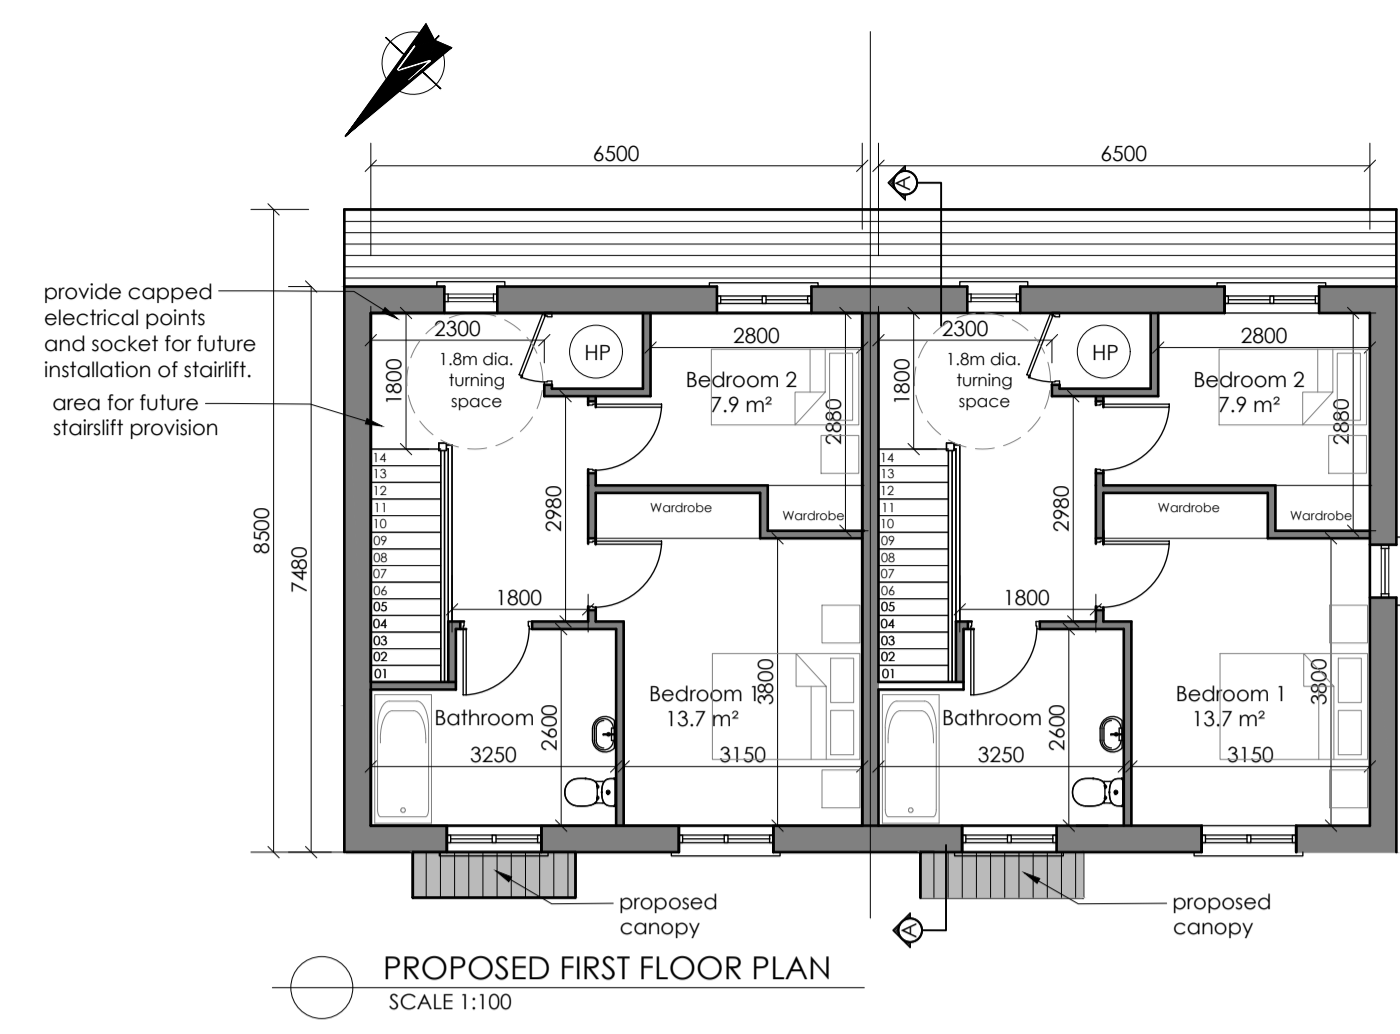 6500
6500
A
provide capped
electrical points
and socket for future
installation of stairlift.
area for future
stairslift provision
8500
7480
2300
1800
1.8m dia.
turning
space
HP
2800
Bedroom 2
7.9 m²
2880
14
13
12
11
10
09
08
07
06
05
04
03
02
01
2980
Wardrobe
Wardrobe
1800
Bathroom
2600
3250
Bedroom 1
13.7 m²
3800
3150
2300
1800
1.8m dia.
turning
space
HP
2800
Bedroom 2
7.9 m²
2880
14
13
12
11
10
09
08
07
06
05
04
03
02
01
2980
Wardrobe
Wardrobe
1800
Bathroom
2600
3250
Bedroom 1
13.7 m²
3800
3150
proposed
canopy
A
proposed
canopy
PROPOSED FIRST FLOOR PLAN
SCALE 1:100